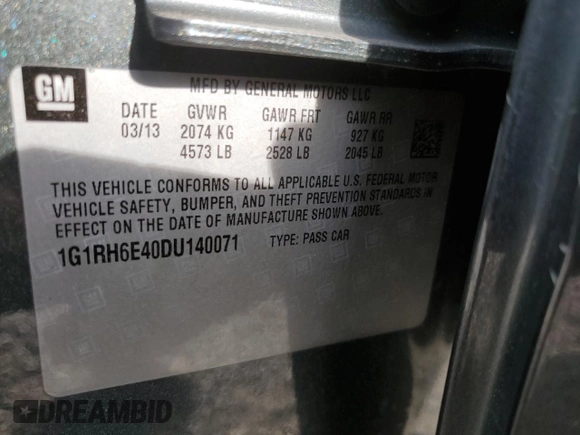 GM
MFD BY GENERAL MOTORS LLC
DATE GVWR GAWR FRT GAWR RR
03/13 2074 KG 1147 KG 927 KG
4573 LB 2528 LB 2045 LB
THIS VEHICLE CONFORMS TO ALL APPLICABLE U.S. FEDERAL MOTOR
VEHICLE SAFETY, BUMPER, AND THEFT PREVENTION STANDARDS IN
EFFECT ON THE DATE OF MANUFACTURE SHOWN ABOVE.
1G1RH6E40DU140071 TYPE: PASS CAR
DREAMBID